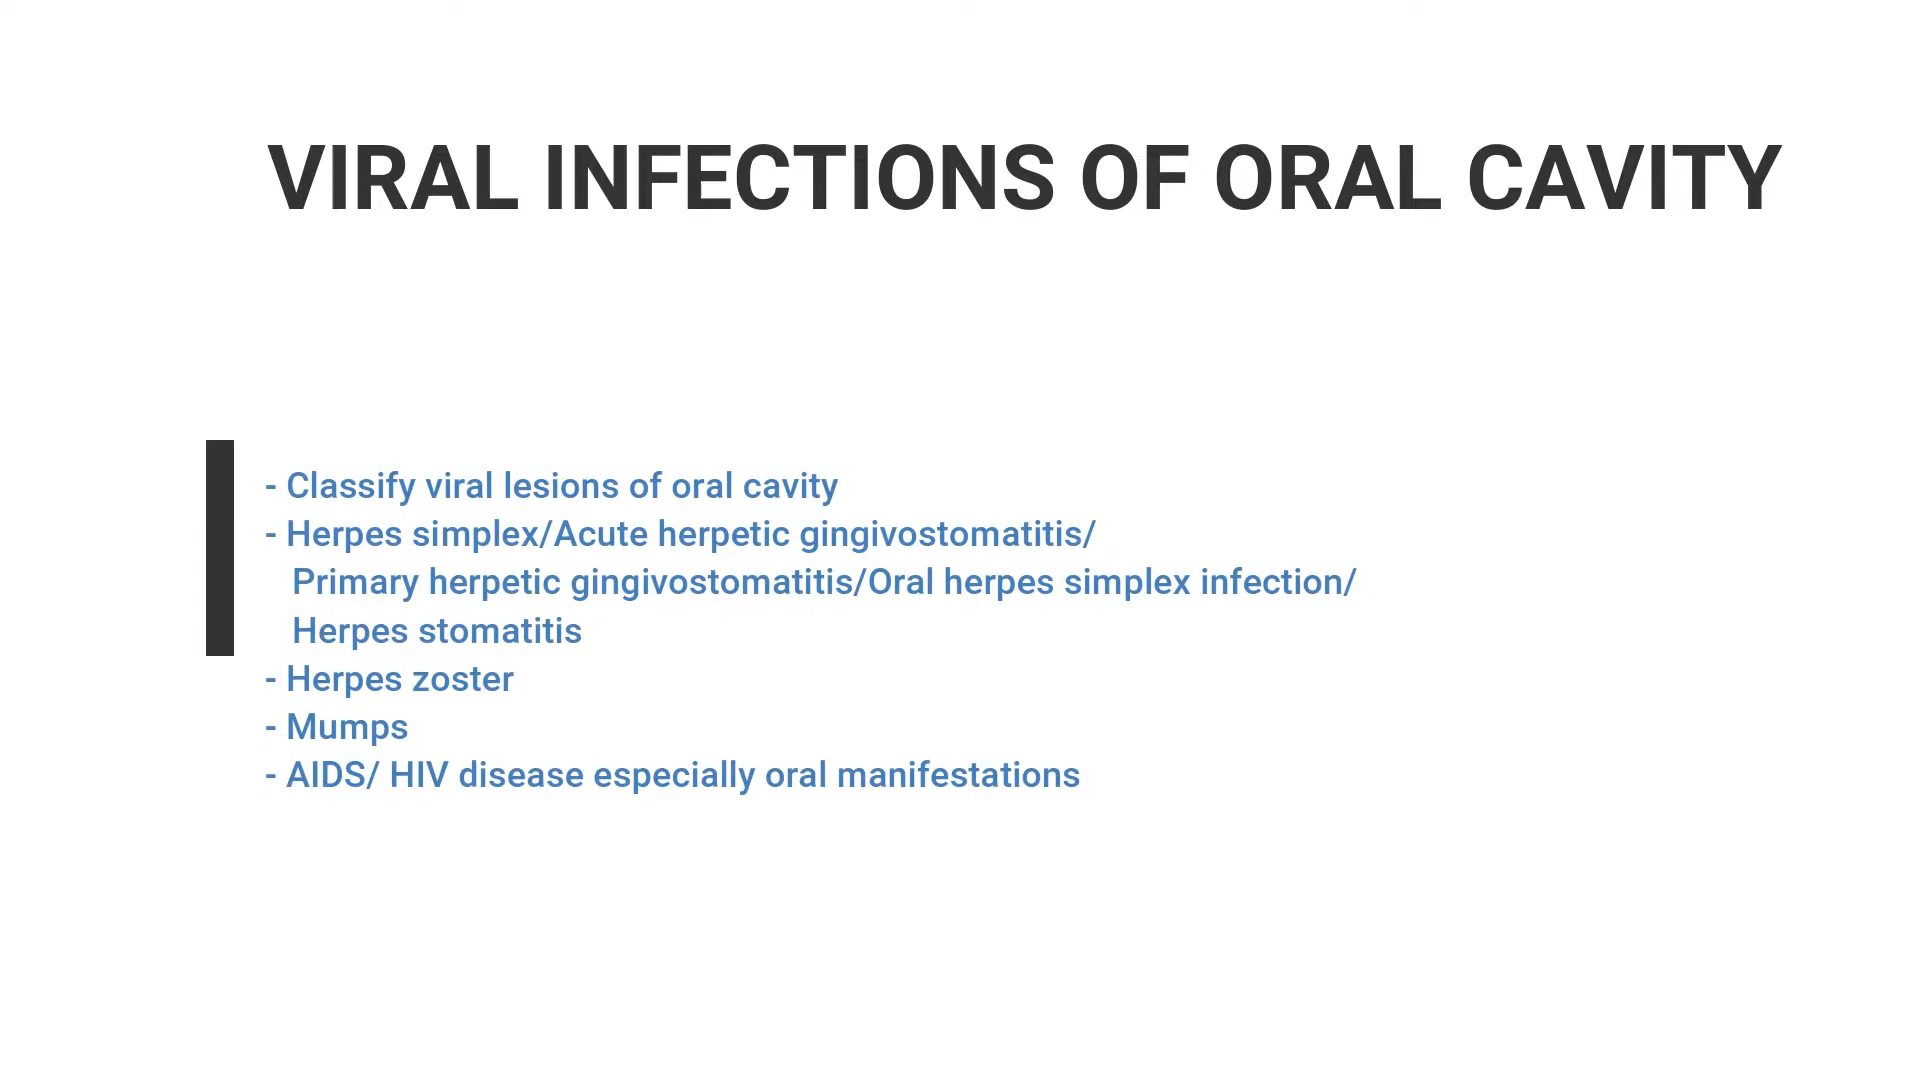 VIRAL INFECTIONS OF ORAL CAVITY
- Classify viral lesions of oral cavity
- Herpes simplex/Acute herpetic gingivostomatitis/
Primary herpetic gingivostomatitis/Oral herpes simplex infection/
Herpes stomatitis
- Herpes zoster
- Mumps
- AIDS/ HIV disease especially oral manifestations